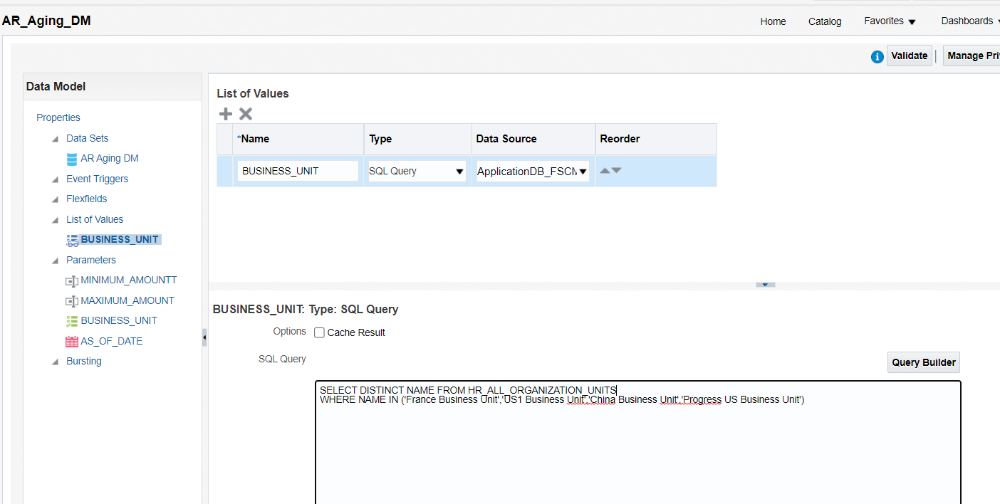 AR_Aging_DM
Home Catalog Favorites Dashboards
Validate Manage Pri
Data Model
Properties
Data Sets
AR Aging DM
Event Triggers
Flexfields
List of Values
BUSINESS_UNIT
Parameters
MINIMUM_AMOUNTT
MAXIMUM_AMOUNT
BUSINESS_UNIT
AS_OF_DATE
Bursting
List of Values
*Name Type Data Source Reorder
BUSINESS_UNIT SQL Query ApplicationDB_FSCM
BUSINESS_UNIT: Type: SQL Query
Options Cache Result
SQL Query
Query Builder
SELECT DISTINCT NAME FROM HR_ALL_ORGANIZATION_UNITS
WHERE NAME IN ('France Business Unit','US1 Business Unit','China Business Unit','Progress US Business Unit')